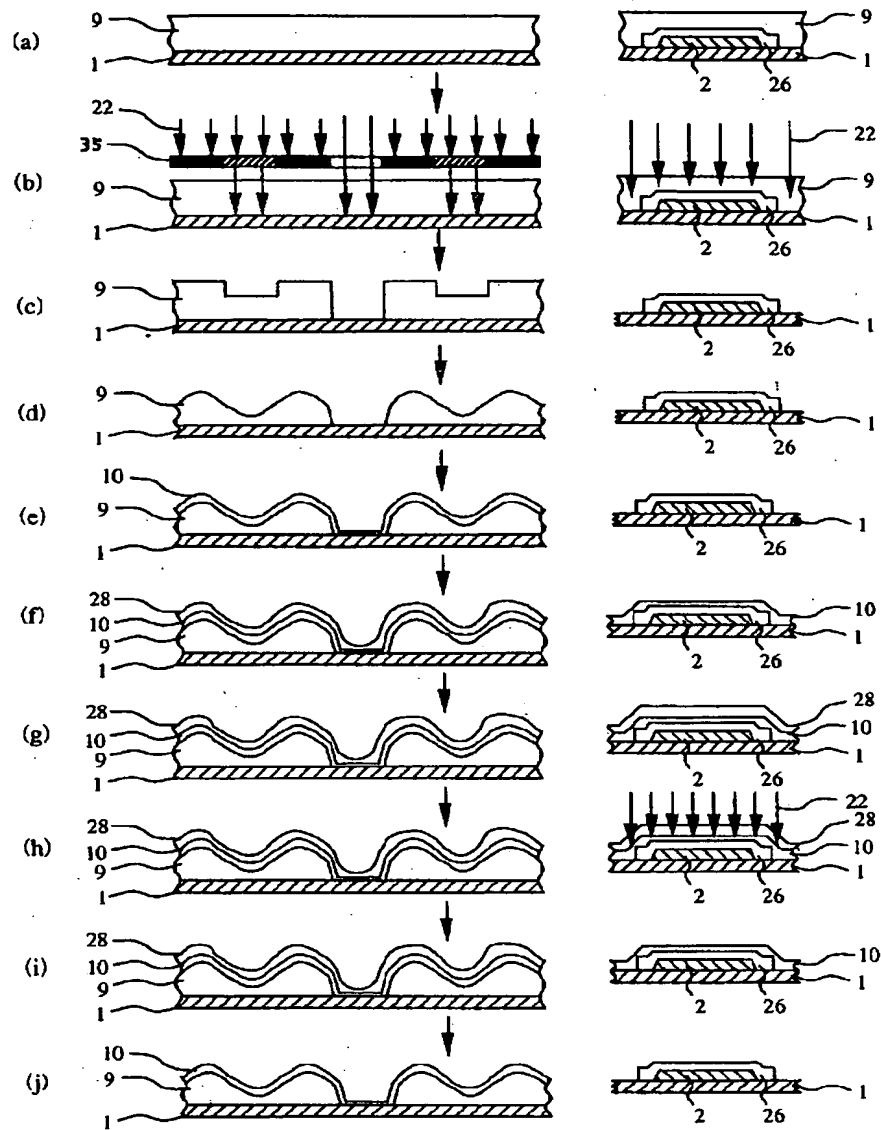 (a) 9 1 9 1 2 26
22
35
(b) 9 1 22 9 1 2 26
(c) 9 1 1 2 26
(d) 9 1 1 2 26
(e) 10 9 1 1 2 26
(f) 28 10 9 1 10 1 2 26
(g) 28 10 9 1 28 10 1 2 26
(h) 28 10 9 1 22 28 10 1 2 26
(i) 28 10 9 1 10 1 2 26
(j) 10 9 1 1 2 26